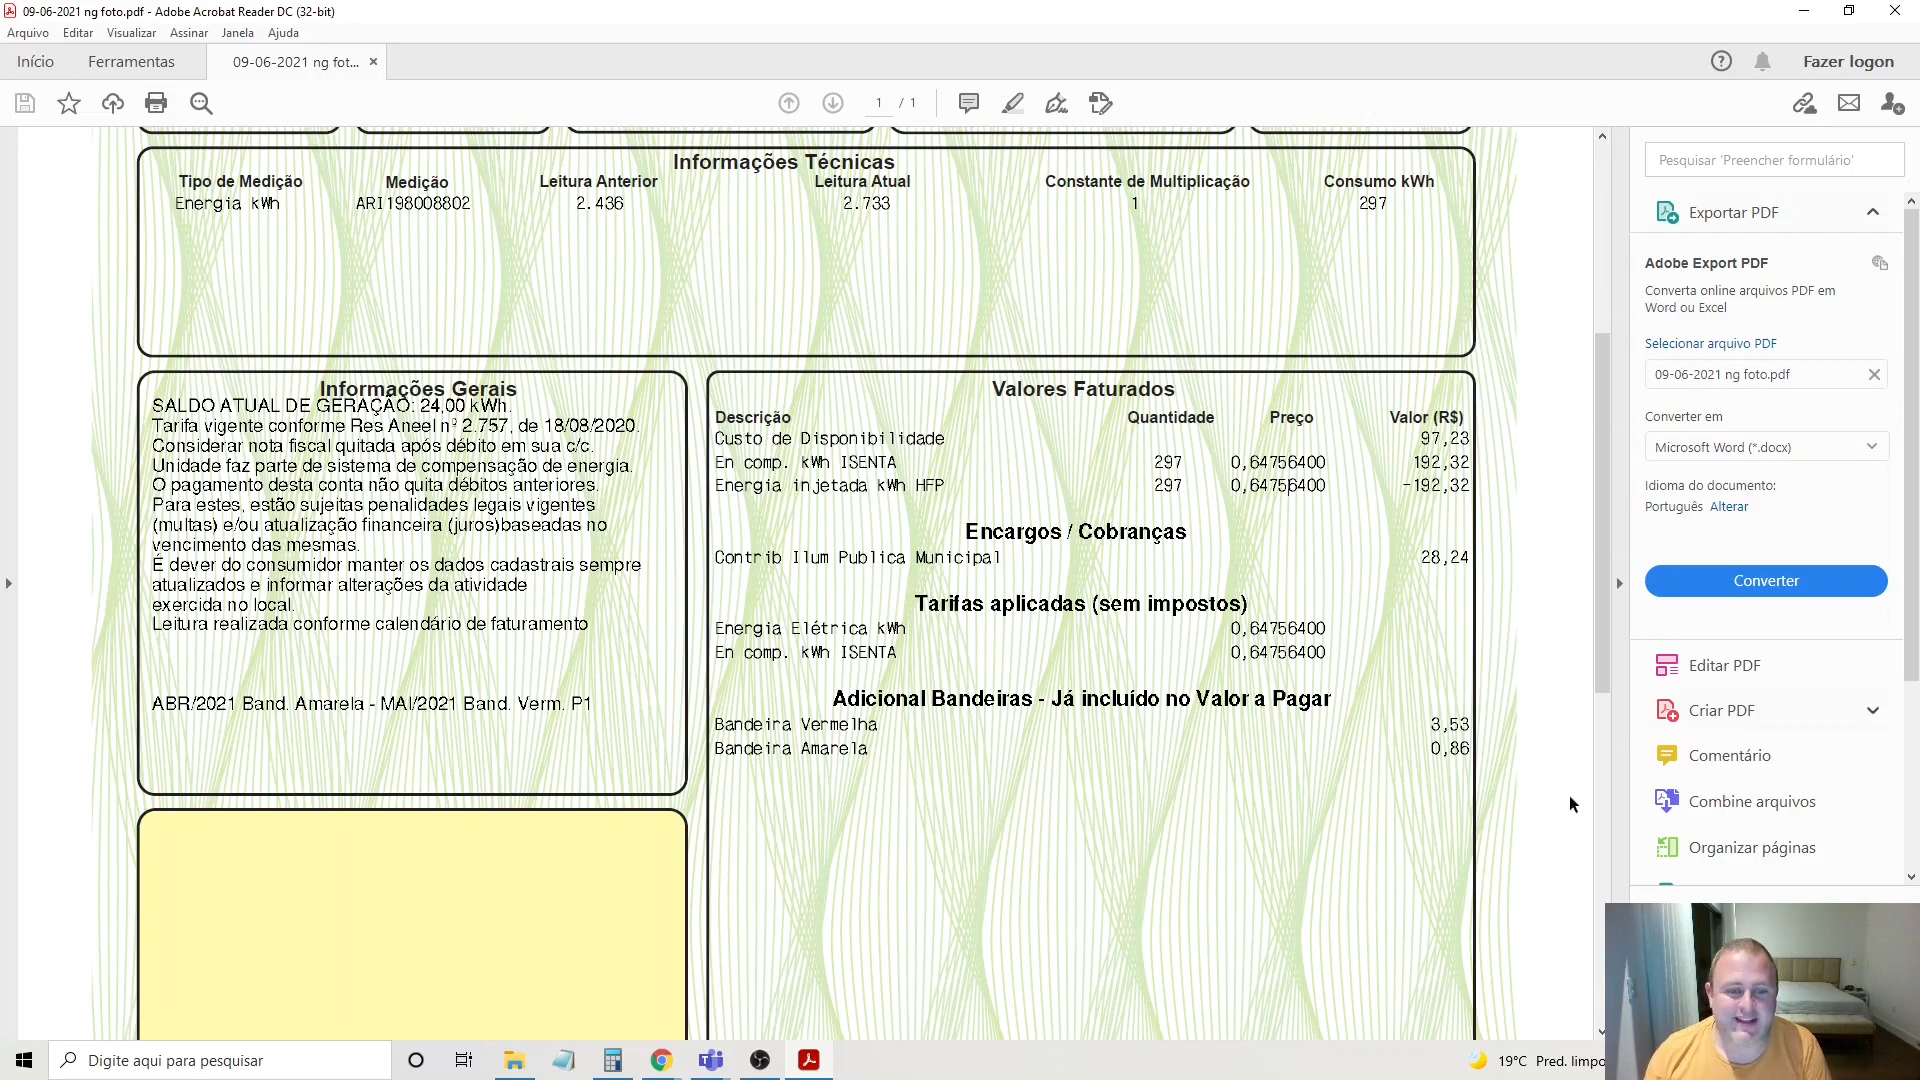 09-06-2021 ng foto.pdf - Adobe Acrobat Reader DC (32-bit)
Arquivo Editar Visualizar Assinar Janela Ajuda
Início Ferramentas 09-06-2021 ng fot... Fazer logon
1 / 1
Informações Técnicas
Tipo de Medição Medição Leitura Anterior Leitura Atual Constante de Multiplicação Consumo kWh
Energia kWh ARI198008802 2.436 2.733 1 297
Informações Gerais
SALDO ATUAL DE GERAÇÃO: 24,00 kWh.
Tarifa vigente conforme Res Aneel nº 2.757, de 18/08/2020.
Considerar nota fiscal quitada após débito em sua c/c.
Unidade faz parte de sistema de compensação de energia.
O pagamento desta conta não quita débitos anteriores.
Para estes, estão sujeitas penalidades legais vigentes
(multas) e/ou atualização financeira (juros)baseadas no
vencimento das mesmas.
É dever do consumidor manter os dados cadastrais sempre
atualizados e informar alterações da atividade
exercida no local.
Leitura realizada conforme calendário de faturamento
ABR/2021 Band. Amarela - MAI/2021 Band. Verm. P1
Valores Faturados
Descrição Quantidade Preço Valor (R$)
Custo de Disponibilidade 97,23
En comp. kWh ISENTA 297 0,64756400 192,32
Energia injetada kWh HFP 297 0,64756400 -192,32
Encargos / Cobranças
Contrib Ilum Publica Municipal 28,24
Tarifas aplicadas (sem impostos)
Energia Elétrica kWh 0,64756400
En comp. kWh ISENTA 0,64756400
Adicional Bandeiras - Já incluído no Valor a Pagar
Bandeira Vermelha 3,53
Bandeira Amarela 0,86
Pesquisar 'Preencher formulário'
Exportar PDF
Adobe Export PDF
Converta online arquivos PDF em
Word ou Excel
Selecionar arquivo PDF
09-06-2021 ng foto.pdf
Converter em
Microsoft Word (*.docx)
Idioma do documento:
Português Alterar
Converter
Editar PDF
Criar PDF
Comentário
Combine arquivos
Organizar páginas
Digite aqui para pesquisar
19°C Pred. limpo